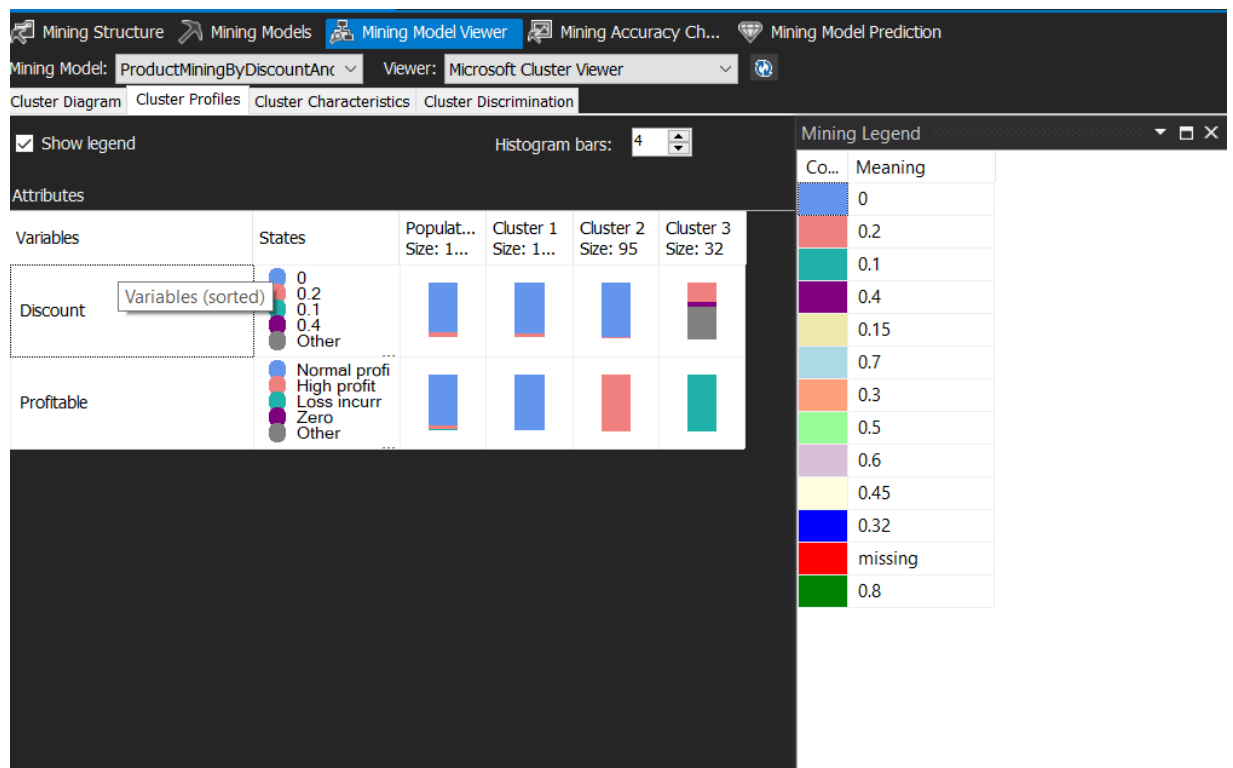 Mining Structure Mining Models Mining Model Viewer Mining Accuracy Ch... Mining Model Prediction
Mining Model: ProductMiningByDiscountAnc Viewer: Microsoft Cluster Viewer
Cluster Diagram Cluster Profiles Cluster Characteristics Cluster Discrimination
Show legend Histogram bars: 4
Attributes
Variables States Populat... Cluster 1 Cluster 2 Cluster 3
Size: 1... Size: 1... Size: 95 Size: 32
Discount
Variables (sorted)
0
0.2
0.1
0.4
Other
...
Profitable
Normal profi
High profit
Loss incurr
Zero
Other
...
Mining Legend
Co... Meaning
0
0.2
0.1
0.4
0.15
0.7
0.3
0.5
0.6
0.45
0.32
missing
0.8